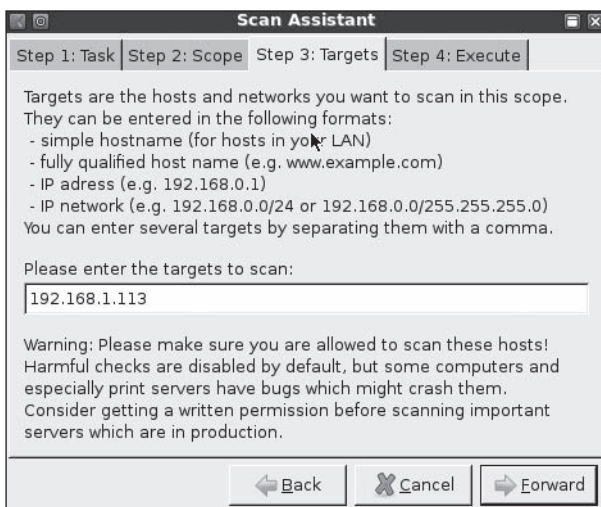 Scan Assistant
Step 1: Task
Step 2: Scope
Step 3: Targets
Step 4: Execute
Targets are the hosts and networks you want to scan in this scope.
They can be entered in the following formats:
- simple hostname (for hosts in your LAN)
- fully qualified host name (e.g. www.example.com)
- IP adress (e.g. 192.168.0.1)
- IP network (e.g. 192.168.0.0/24 or 192.168.0.0/255.255.255.0)
You can enter several targets by separating them with a comma.
Please enter the targets to scan:
192.168.1.113
Warning: Please make sure you are allowed to scan these hosts!
Harmful checks are disabled by default, but some computers and
especially print servers have bugs which might crash them.
Consider getting a written permission before scanning important
servers which are in production.
Back
Cancel
Forward